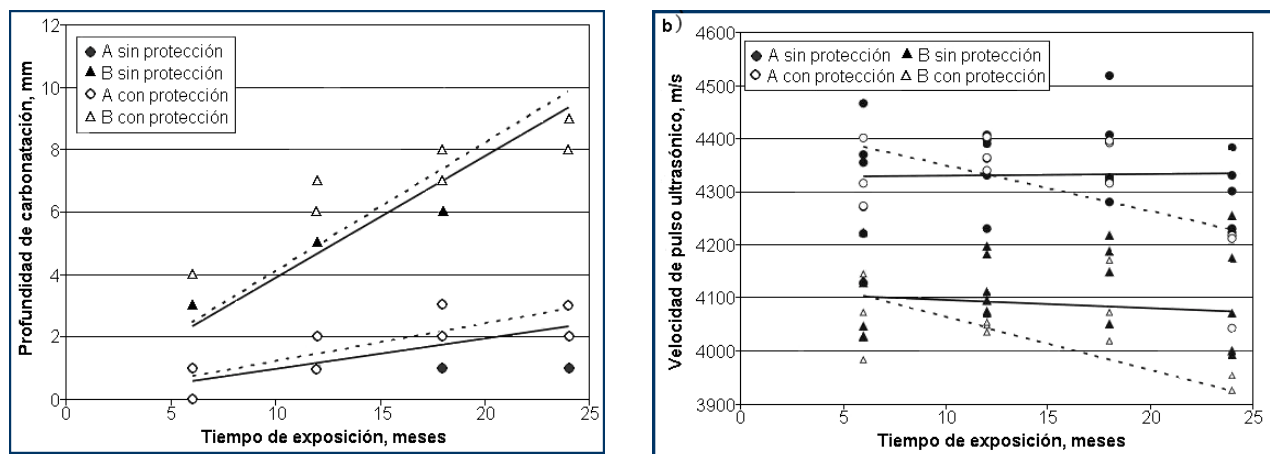 Profundidad de carbonatación, mm
12
10
8
6
4
2
0
A sin protección
B sin protección
A con protección
B con protección
0 5 10 15 20 25
Tiempo de exposición, meses
b)
Velocidad de pulso ultrasónico, m/s
4600
4500
4400
4300
4200
4100
4000
3900
A sin protección B sin protección
A con protección B con protección
0 5 10 15 20 25
Tiempo de exposición, meses